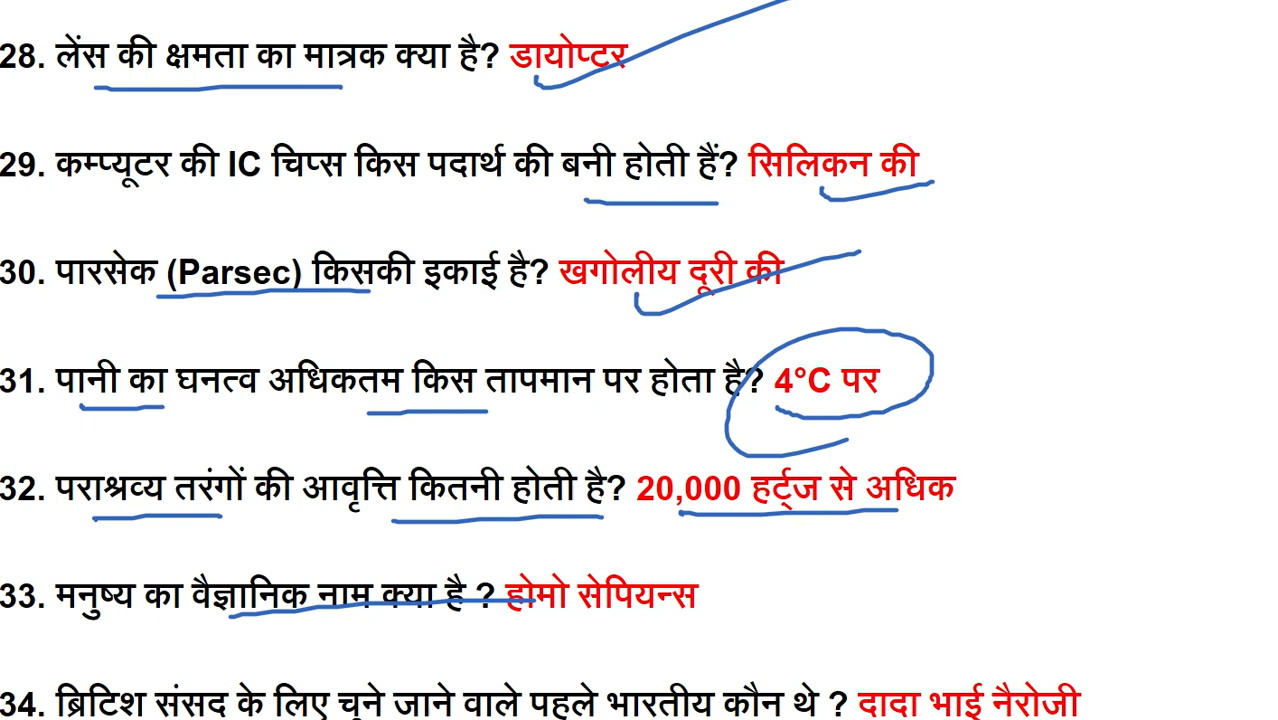 28. लेंस की क्षमता का मात्रक क्या है? डायोप्टर
29. कम्प्यूटर की IC चिप्स किस पदार्थ की बनी होती हैं? सिलिकन की
30. पारसेक (Parsec) किसकी इकाई है? खगोलीय दूरी की
31. पानी का घनत्व अधिकतम किस तापमान पर होता है? 4°C पर
32. पराश्रव्य तरंगों की आवृत्ति कितनी होती है? 20,000 हर्ट्ज से अधिक
33. मनुष्य का वैज्ञानिक नाम क्या है ? होमो सेपियन्स
34. ब्रिटिश संसद के लिए चुने जाने वाले पहले भारतीय कौन थे ? दादा भाई नैरोजी